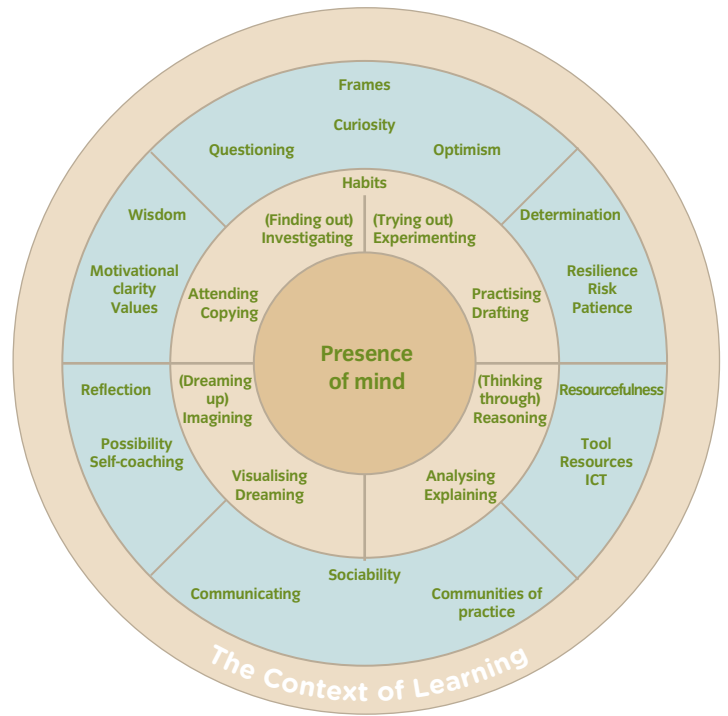 Frames
Curiosity
Questioning
Optimism
Habits
Wisdom
(Finding out)
Investigating
(Trying out)
Experimenting
Determination
Motivational
clarity
Values
Attending
Copying
Practising
Drafting
Resilience
Risk
Patience
Presence
of mind
Reflection
(Dreaming
up)
Imagining
(Thinking
through)
Reasoning
Resourcefulness
Possibility
Self-coaching
Visualising
Dreaming
Analysing
Explaining
Tool
Resources
ICT
Sociability
Communicating
Communities of
practice
The Context of Learning